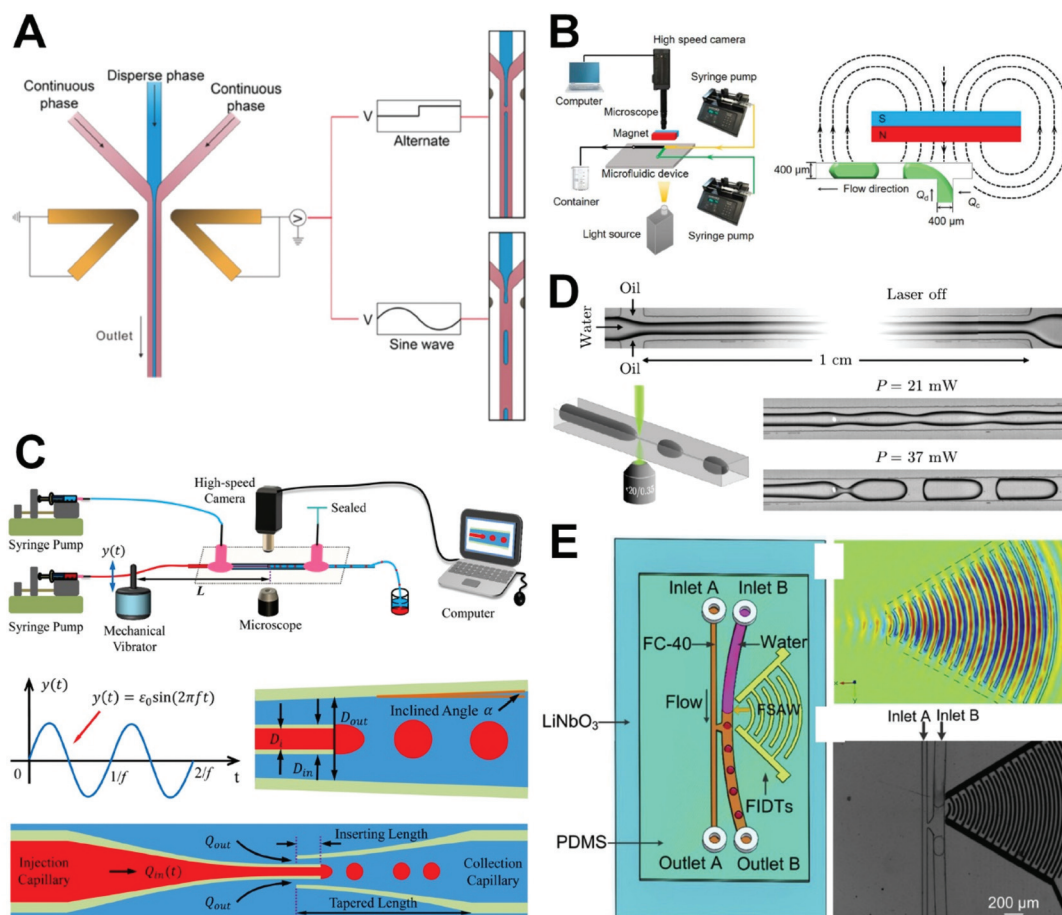 A
Continuous
phase
Disperse phase
Continuous
phase
V
Alternate
V
V
Sine wave
Outlet
B
High speed
camera
Syringe pump
Computer
Microscope
Magnet
Microfluidic device
Container
Light source
Syringe pump
S
N
400 μm
Flow direction
Qd
Qc
400 μm
C
High-speed
Camera
Sealed
Syringe Pump
y(t)
L
Syringe Pump
Mechanical
Vibrator
Microscope
Computer
y(t)
y(t) = ε₀sin(2πft)
0
1/f
2/f
t
Dout
Inclined Angle α
Di
Din
Injection
Capillary
Qin(t)
Qout
Qout
Inserting Length
Tapered Length
Collection
Capillary
D
Oil
Water
Oil
Laser off
1 cm
P = 21 mW
P = 37 mW
×20/0.35
E
Inlet A
Inlet B
FC-40
Water
Flow
FSAW
LiNbO₃
FIDTs
PDMS
Outlet A
Outlet B
Inlet A
Inlet B
200 μm